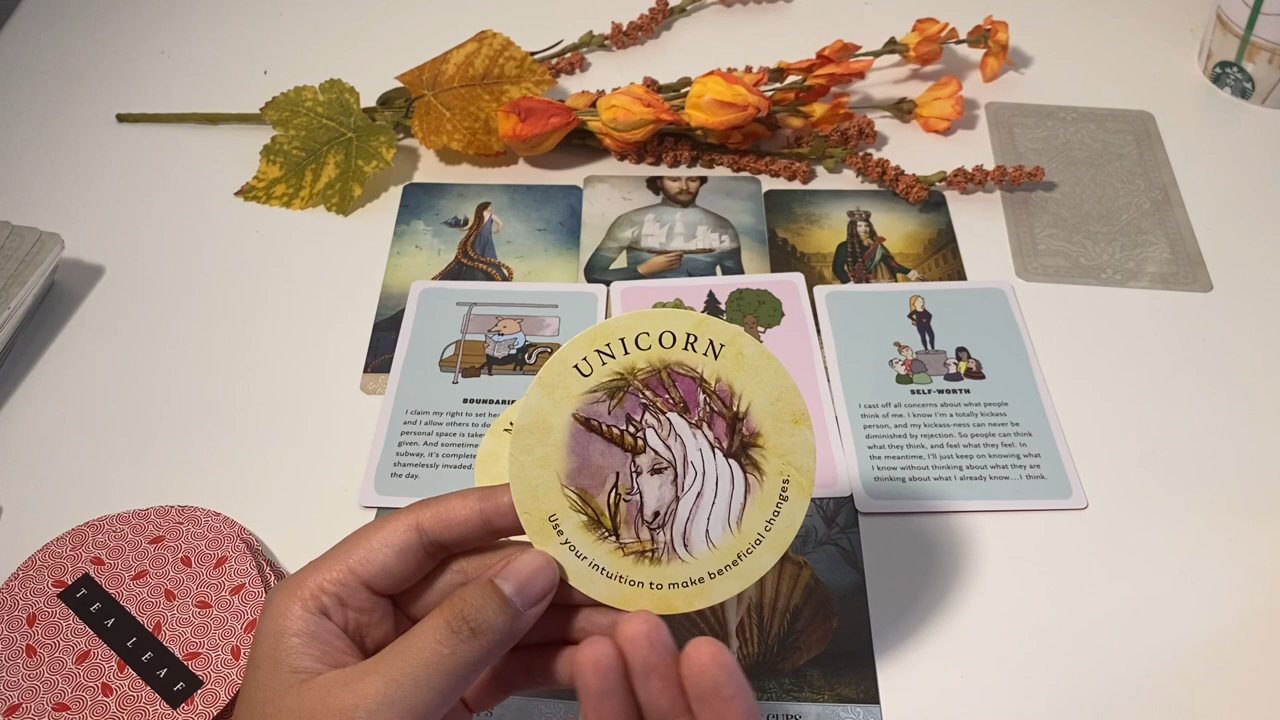 UNICORN
Use your intuition to make beneficial changes.
BOUNDARIE
I claim my right to set
and I allow others to do
personal space is take
given. And sometime
subway, it's complete
shamelessly invaded.
the day.
SELF-WORTH
I cast off all concerns about what people
think of me. I know I'm a totally kickass
person, and my kickass-ness can never be
diminished by rejection. So people can think
what they think, and feel what they feel. In
the meantime, I'll just keep on knowing what
I know without thinking about what they are
thinking about what I already know...I think.
TEA LEAF
CUPS